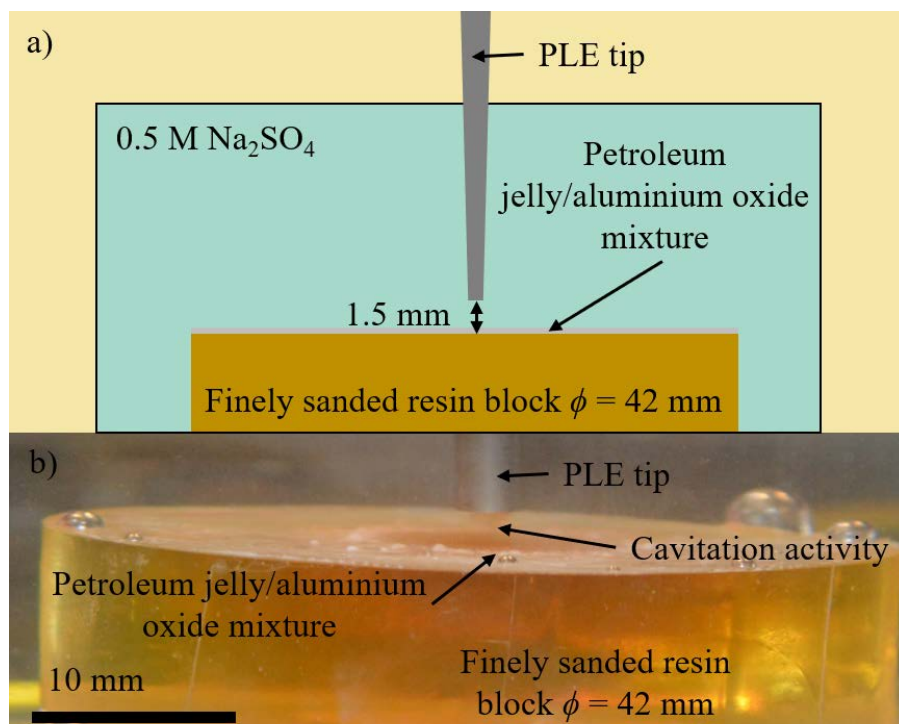 a)
PLE tip
0.5 M Na₂SO₄
Petroleum
jelly/aluminium oxide
mixture
1.5 mm
Finely sanded resin block ϕ = 42 mm
b)
PLE tip
Cavitation activity
Petroleum jelly/aluminium
oxide mixture
Finely sanded resin
block ϕ = 42 mm
10 mm